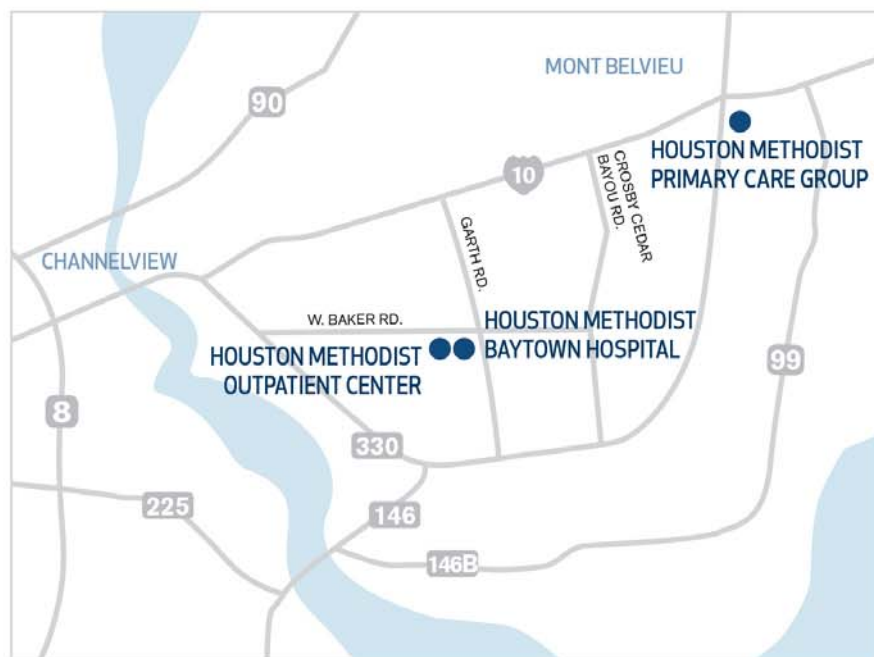 MONT BELVIEU
90
HOUSTON METHODIST
PRIMARY CARE GROUP
10
CROSBY CEDAR
BAYOU RD.
GARTH RD.
CHANNELVIEW
W. BAKER RD.
HOUSTON METHODIST
BAYTOWN HOSPITAL
HOUSTON METHODIST
OUTPATIENT CENTER
99
8
330
225
146
146B